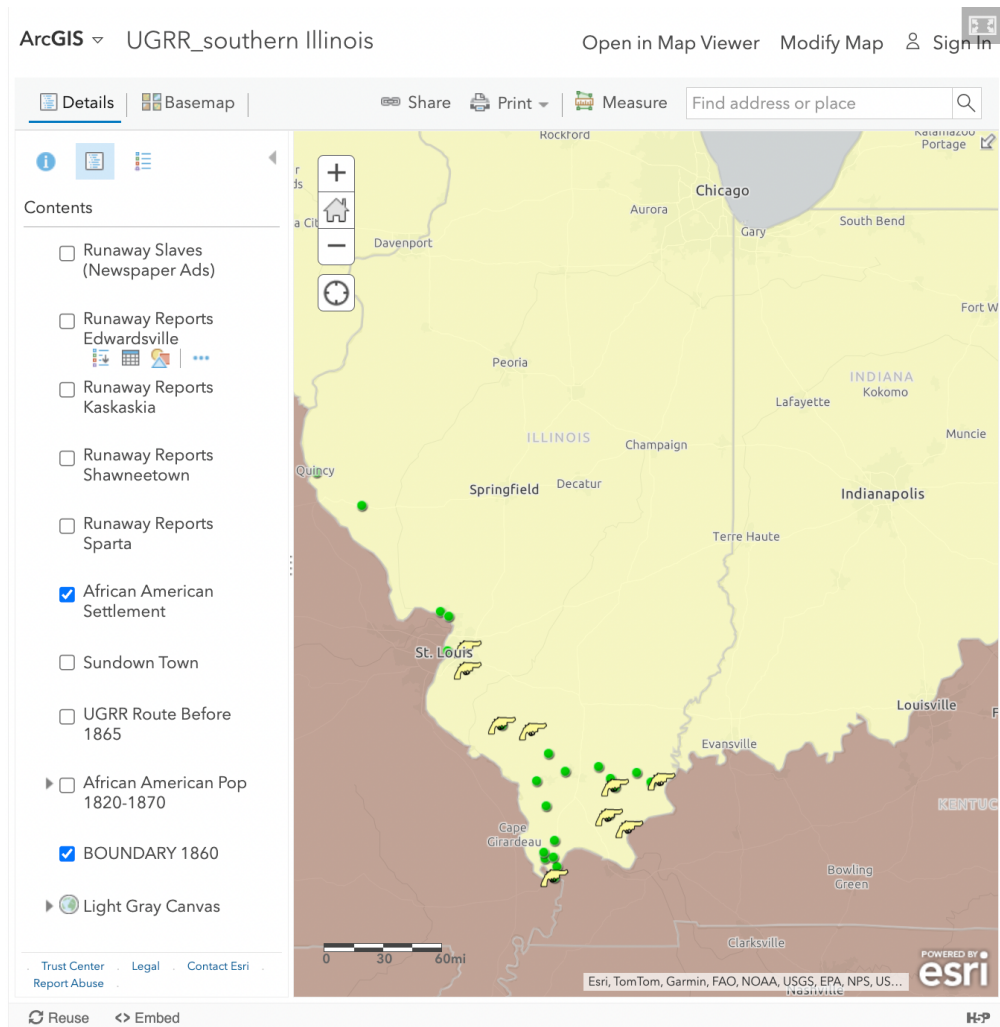 ArcGIS UGRR_southern Illinois
Open in Map Viewer Modify Map Sign In
Details Basemap Share Print Measure Find address or place
Contents
Runaway Slaves
(Newspaper Ads)
Runaway Reports
Edwardsville
Runaway Reports
Kaskaskia
Runaway Reports
Shawneetown
Runaway Reports
Sparta
African American
Settlement
Sundown Town
UGRR Route Before
1865
African American Pop
1820-1870
BOUNDARY 1860
Light Gray Canvas
Trust Center Legal Contact Esri
Report Abuse
Rockford
Kalamazoo
Portage
Chicago
Aurora
South Bend
Gary
Davenport
Fort W
Peoria
INDIANA
Kokomo
Lafayette
ILLINOIS
Champaign
Muncie
Quincy
Springfield
Decatur
Indianapolis
Terre Haute
St. Louis
Louisville
Evansville
KENTUC
Cape
Girardeau
Bowling
Green
Clarksville
Nashville
0 30 60mi
Esri, TomTom, Garmin, FAO, NOAA, USGS, EPA, NPS, US...
POWERED BY
esri
Reuse Embed H5P